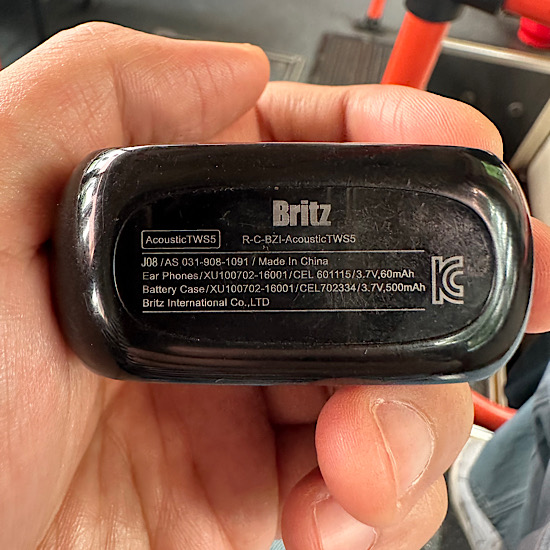 Britz
AcousticTWS5 R-C-BZI-AcousticTWS5
J08 / AS 031-908-1091 / Made In China
Ear Phones/XU100702-16001/CEL 601115/3.7V,60mAh
Battery Case/XU100702-16001/CEL702334/3.7V,500mAh
Britz International Co.,LTD